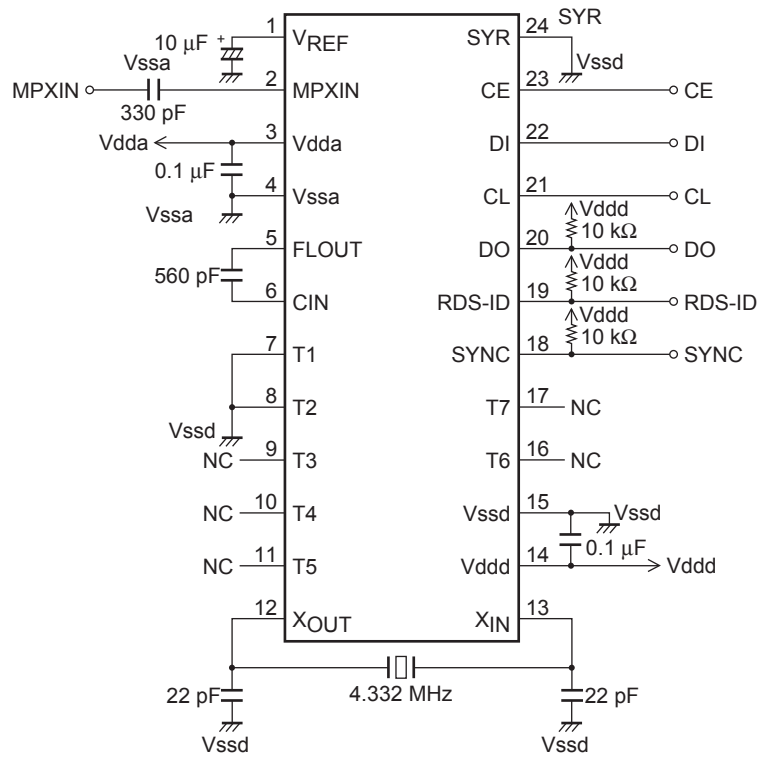 SYR
10 µF +
1 VREF SYR 24
Vssa Vssd
MPXIN 2 MPXIN CE 23 CE
330 pF
Vdda 3 Vdda DI 22 DI
0.1 µF
4 Vssa CL 21 CL
Vssa Vddd
10 kΩ
5 FLOUT DO 20 DO
560 pF Vddd
10 kΩ
6 CIN RDS-ID 19 RDS-ID
Vddd
10 kΩ
7 T1 SYNC 18 SYNC
8 T2 T7 17 NC
Vssd
NC 9 T3 T6 16 NC
NC 10 T4 Vssd 15 Vssd
0.1 µF
NC 11 T5 Vddd 14 Vddd
12 XOUT XIN 13
22 pF 4.332 MHz 22 pF
Vssd Vssd